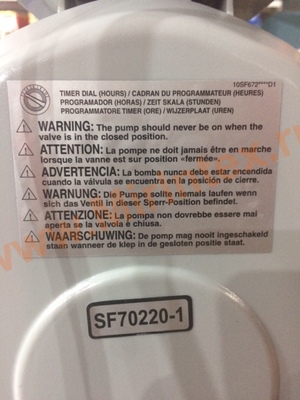 10SF672****D1
TIMER DIAL (HOURS) / CADRAN DU PROGRAMMATEUR (HEURES)
PROGRAMADOR (HORAS) / ZEIT SKALA (STUNDEN)
PROGRAMMATORE TIMER (ORE) / WIJZERPLAAT (UREN)
WARNING: The pump should never be on when the
valve is in the closed position.
ATTENTION: La pompe ne doit jamais être en marche
lorsque la vanne est sur position «fermée».
ADVERTENCIA: La bomba nunca debe estar encendida
cuando la válvula se encuentra en la posición de cierre.
WARNUNG: Die Pumpe sollte niemals laufen wenn
sich das Ventil in dieser Sperr-Position befindet.
ATTENZIONE: La pompa non dovrebbe essere mai
aperta se la valvola è chiusa.
WAARSCHUWING: De pomp mag nooit ingeschakeld
staan wanneer de klep in de gesloten positie staat.
SF70220-1